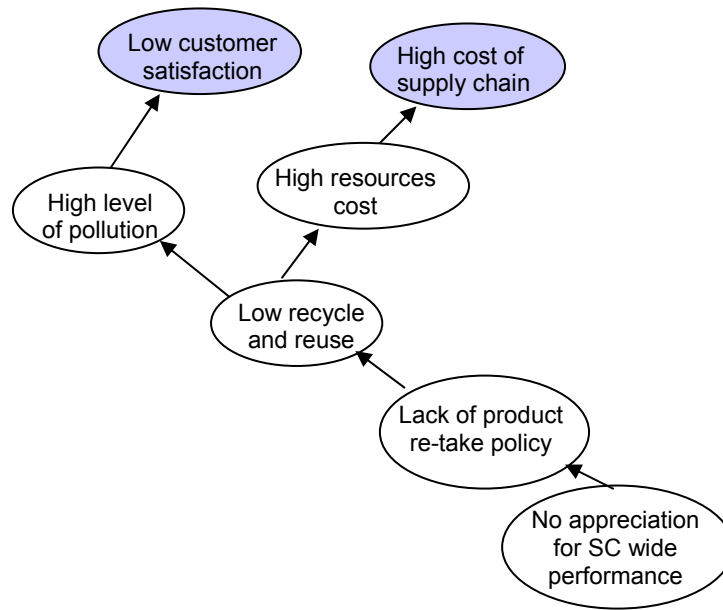 Low customer
satisfaction
High cost of
supply chain
High resources
cost
High level
of pollution
Low recycle
and reuse
Lack of product
re-take policy
No appreciation
for SC wide
performance